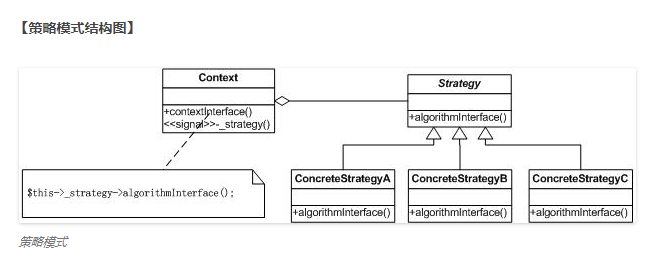 【策略模式结构图】
Context
+contextInterface()
<<signal>>-_strategy()
Strategy
+algorithmInterface()
$this->_strategy->algorithmInterface();
ConcreteStrategyA
+algorithmInterface()
ConcreteStrategyB
+algorithmInterface()
ConcreteStrategyC
+algorithmInterface()
策略模式